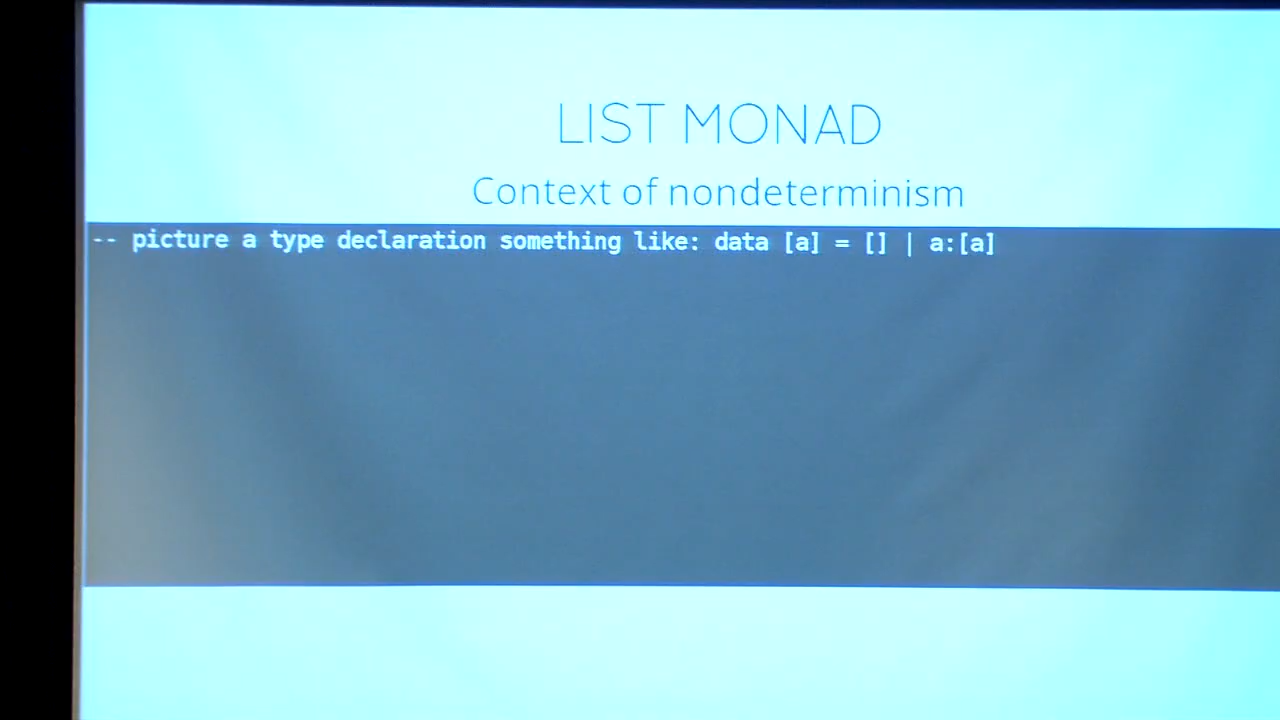 LIST MONAD
Context of nondeterminism
-- picture a type declaration something like: data [a] = [] | a:[a]